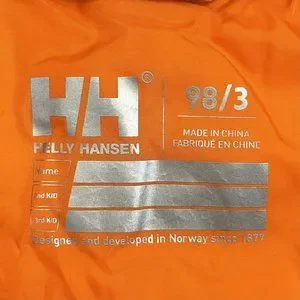 HH®
98/3
HELLY HANSEN
MADE IN CHINA
FABRIQUÉ EN CHINE
Name
2nd KID
3rd KID
Designed and developed in Norway since 1877